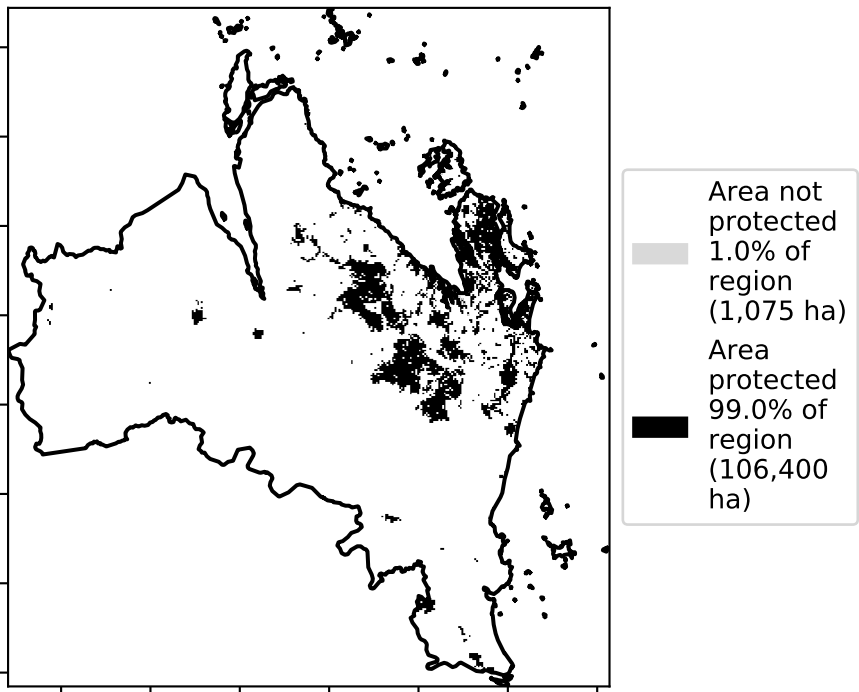 Area not
protected
1.0% of
region
(1,075 ha)
Area
protected
99.0% of
region
(106,400
ha)